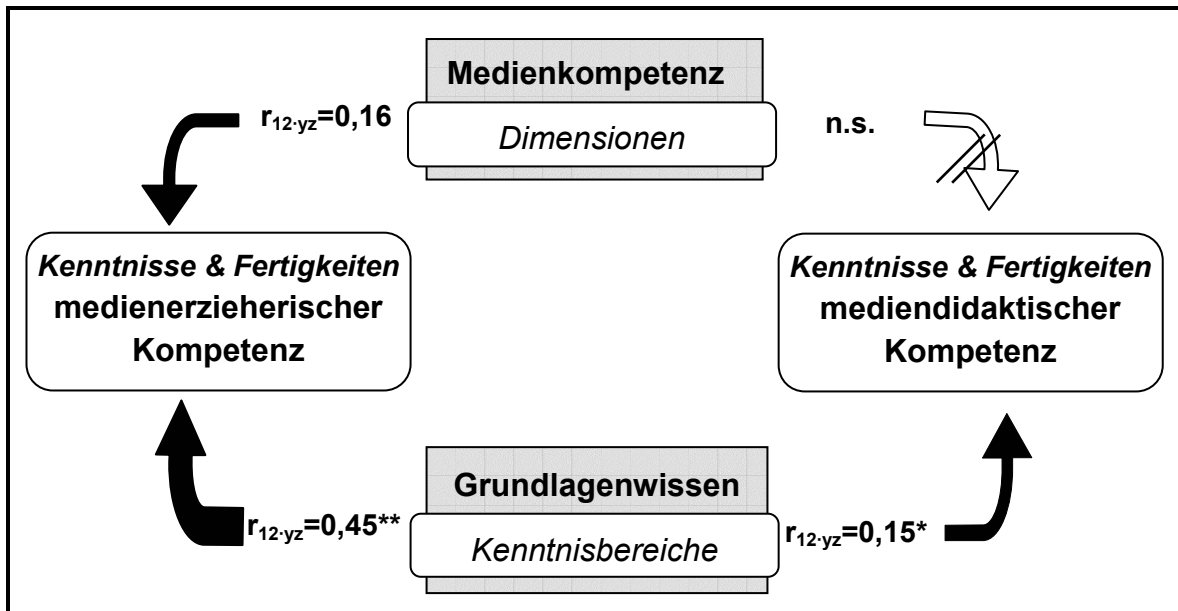 Medienkompetenz
r12·yz=0,16
Dimensionen
n.s.
Kenntnisse & Fertigkeiten
medienerzieherischer
Kompetenz
Kenntnisse & Fertigkeiten
mediendidaktischer
Kompetenz
Grundlagenwissen
r12·yz=0,45**
Kenntnisbereiche
r12·yz=0,15*